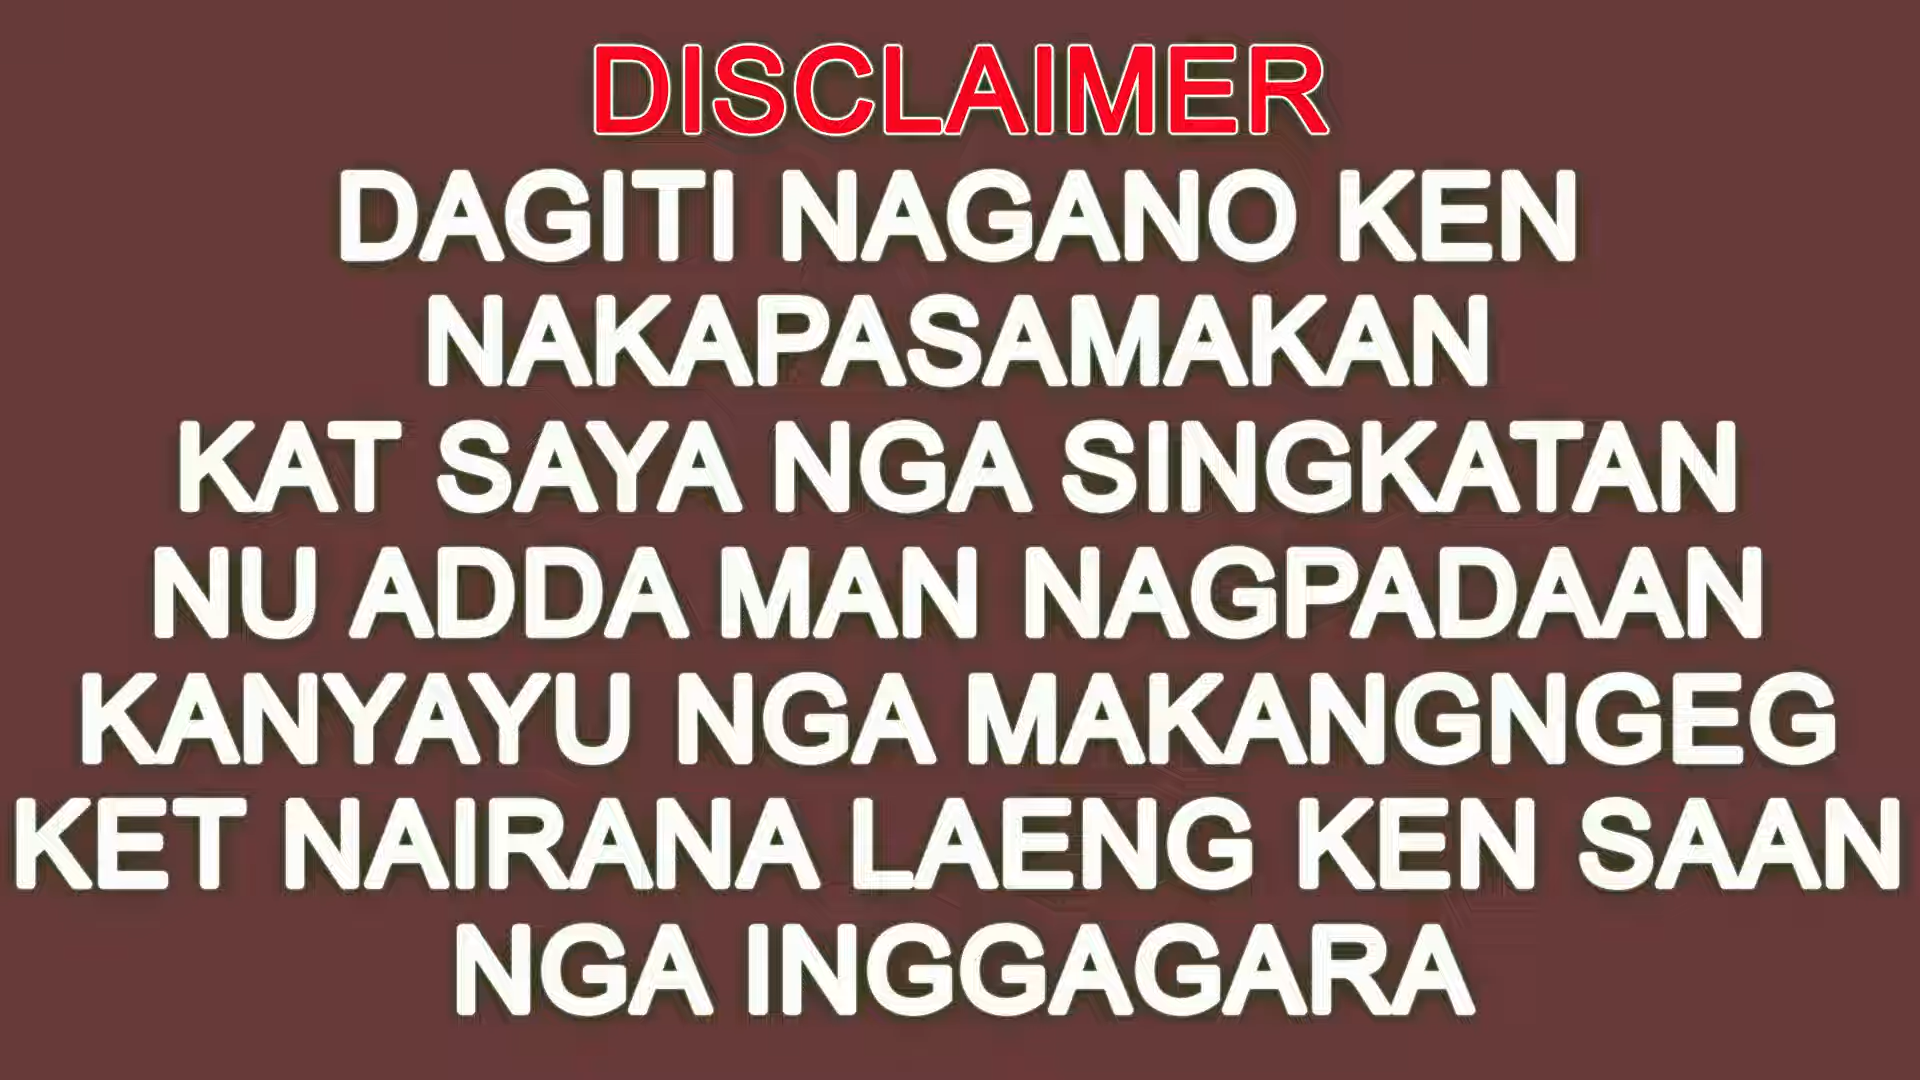 DISCLAIMER
DAGITI NAGANO KEN
NAKAPASAMAKAN
KAT SAYA NGA SINGKATAN
NU ADDA MAN NAGPADAAN
KANYAYU NGA MAKANGNGEG
KET NAIRANA LAENG KEN SAAN
NGA INGGAGARA